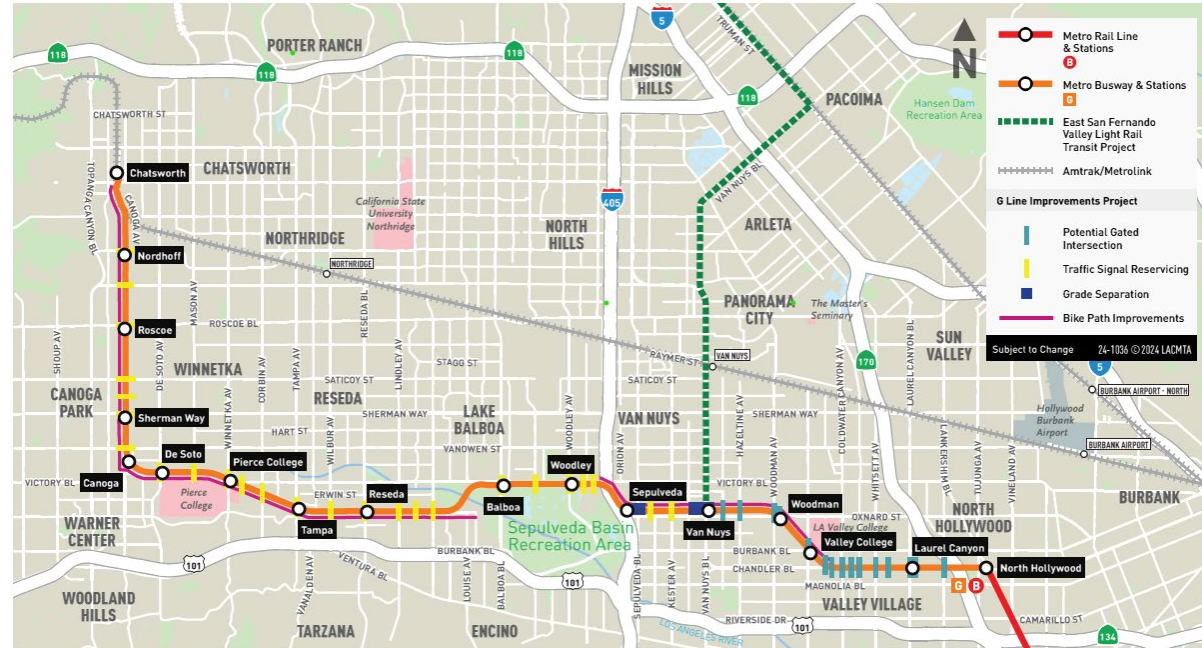 118
PORTER RANCH
118
118
5
TRUMAN ST
MISSION
HILLS
118
PACOIMA
Hansen Dam
Recreation Area
N
Metro Rail Line
& Stations
B
Metro Busway & Stations
G
East San Fernando
Valley Light Rail
Transit Project
Amtrak/Metrolink
G Line Improvements Project
Potential Gated
Intersection
Traffic Signal Reservicing
Grade Separation
Bike Path Improvements
Subject to Change 24-1036 © 2024 LACMTA
5
CHATSWORTH ST
Chatsworth
CHATSWORTH
TOPANGA CANYON BL
CANOGA AV
California State
University
Northridge
405
VAN NUYS BL
NORTHRIDGE
NORTH
HILLS
ARLETA
Nordhoff
NORTHRIDGE
MASON AV
RESEDA BL
PANORAMA
CITY
The Master's
Seminary
SHOUP AV
Roscoe
ROSCOE BL
DE SOTO AV
WINNETKA
CORBIN AV
TAMPA AV
LINDLEY AV
STAGG ST
RAYMER ST
VAN NUYS
170
LAUREL CANYON BL
SUN
VALLEY
BURBANK AIRPORT - NORTH
CANOGA
PARK
SATICOY ST
RESEDA
SATICOY ST
Hollywood
Burbank
Airport
Sherman Way
WINNETKA AV
SHERMAN WAY
LAKE
BALBOA
WOODLEY AV
VAN NUYS
HAZELTINE AV
SHERMAN WAY
COLDWATER CANYON AV
HART ST
WILBUR AV
VANOWEN ST
ORION AV
WOODMAN AV
WHITSETT AV
LANKERSHIM BL
TUJUNGA AV
VINELAND AV
BURBANK AIRPORT
De Soto
Pierce College
Woodley
VICTORY BL
Canoga
VICTORY BL
BURBANK
Pierce
College
ERWIN ST
Reseda
Balboa
Sepulveda
Woodman
WARNER
CENTER
Tampa
Sepulveda Basin
Recreation Area
Van Nuys
LA Valley College
OXNARD ST
NORTH
HOLLYWOOD
Valley College
Laurel Canyon
101
BURBANK BL
BURBANK BL
CHANDLER BL
North Hollywood
VENTURA BL
101
MAGNOLIA BL
G
B
WOODLAND
HILLS
VANALDEN AV
LOUISE AV
BALBOA BL
SEPULVEDA BL
KESTER AV
VAN NUYS BL
VALLEY VILLAGE
RIVERSIDE DR
CAMARILLO ST
TARZANA
ENCINO
LOS ANGELES RIVER
101
134